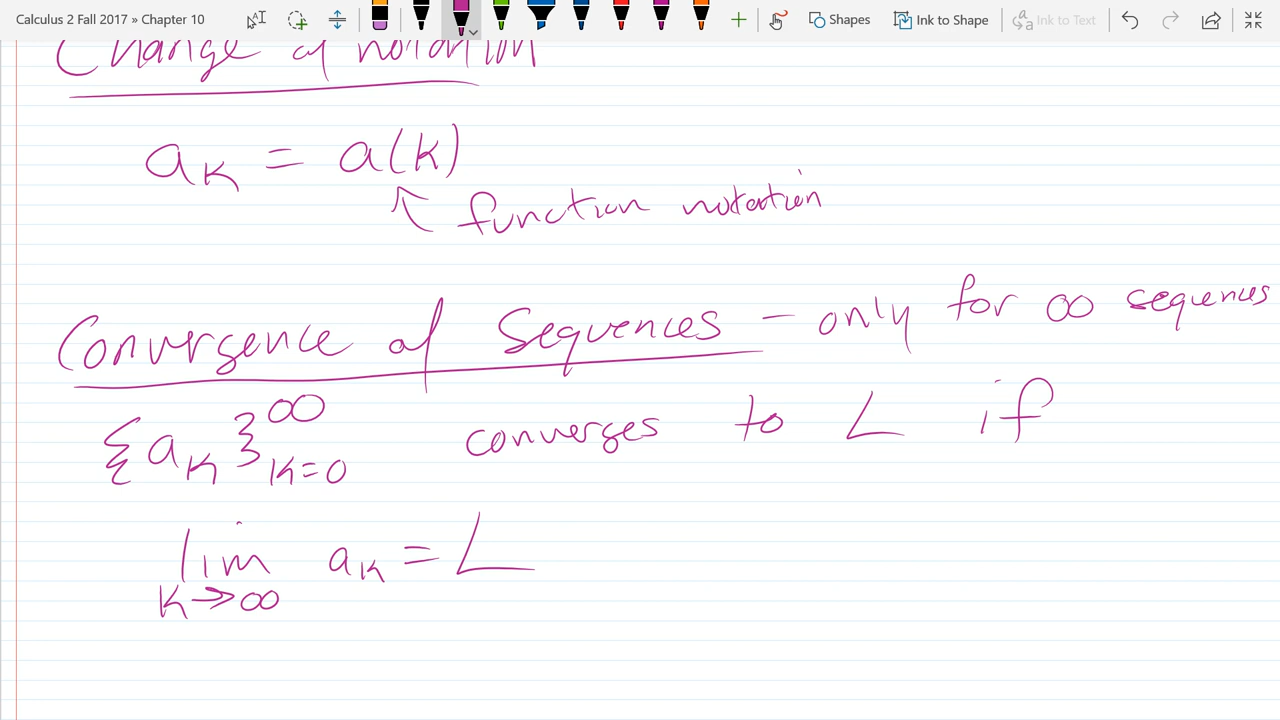 Calculus 2 Fall 2017 » Chapter 10 Shapes Ink to Shape Ink to Text
Change of notation
a_k = a(k)
function notation
Convergence of Sequences - only for ∞ sequences
{a_k}_{k=0}^∞ converges to L if
lim_{k→∞} a_k = L